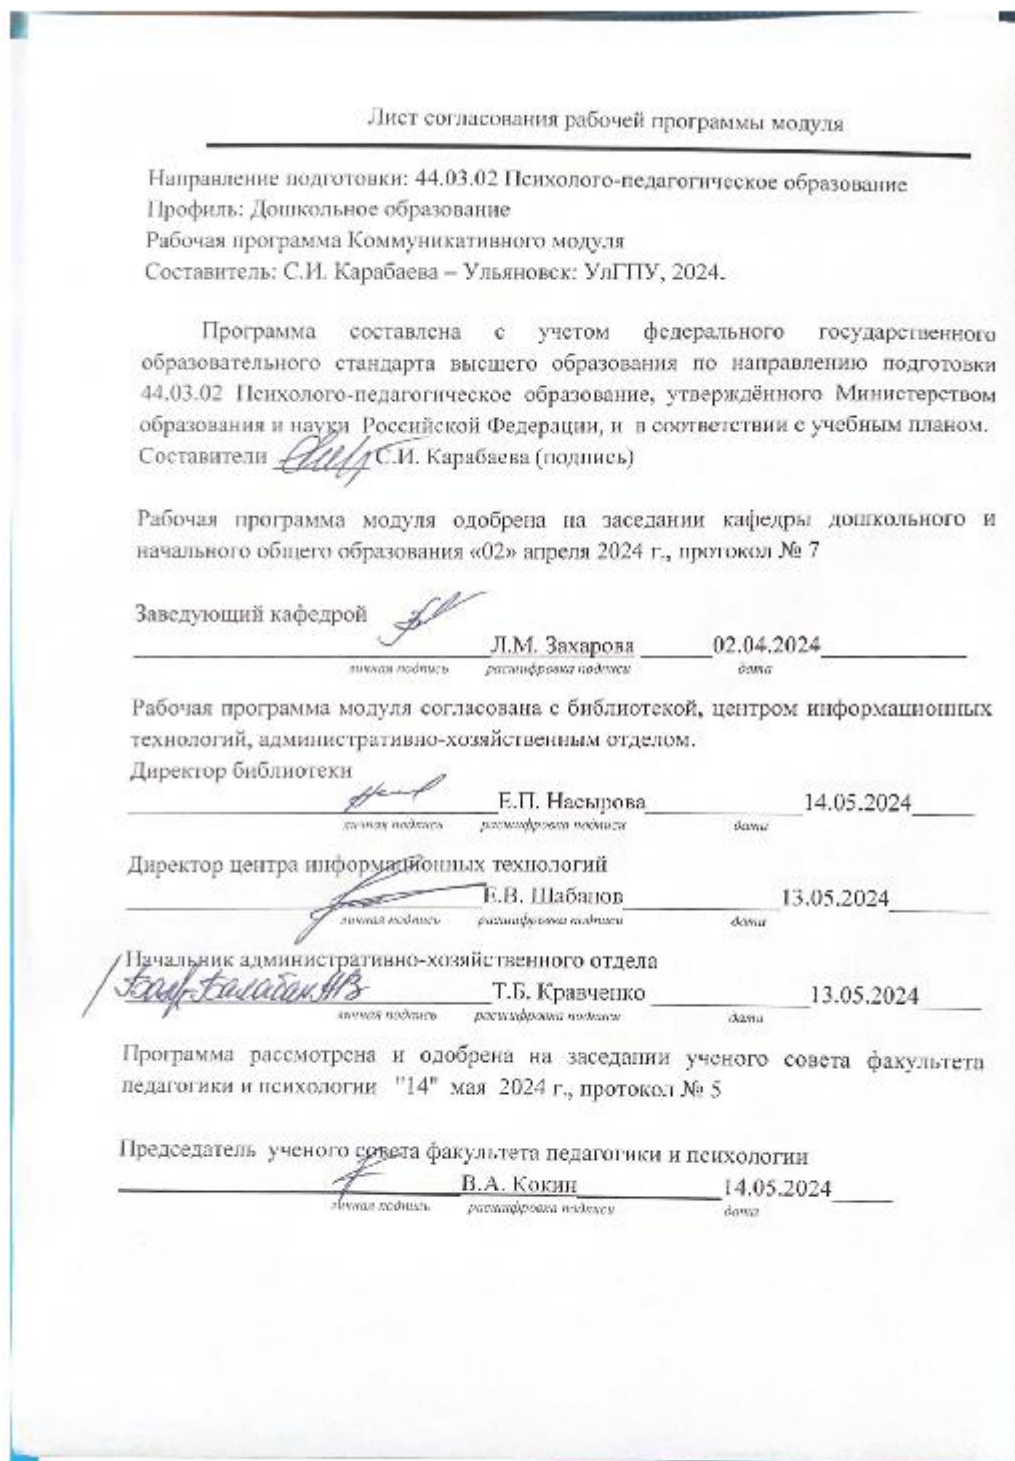 Лист согласования рабочей программы модуля
Направление подготовки: 44.03.02 Психолого-педагогическое образование
Профиль: Дошкольное образование
Рабочая программа Коммуникативного модуля
Составитель: С.И. Карабаева – Ульяновск: УлГПУ, 2024.
Программа составлена с учетом федерального государственного
образовательного стандарта высшего образования по направлению подготовки
44.03.02 Психолого-педагогическое образование, утверждённого Министерством
образования и науки Российской Федерации, и в соответствии с учебным планом.
Составители С.И. Карабаева (подпись)
Рабочая программа модуля одобрена на заседании кафедры дошкольного и
начального общего образования «02» апреля 2024 г., протокол № 7
Заведующий кафедрой
Л.М. Захарова 02.04.2024
личная подпись расшифровка подписи дата
Рабочая программа модуля согласована с библиотекой, центром информационных
технологий, административно-хозяйственным отделом.
Директор библиотеки
Е.П. Насырова 14.05.2024
личная подпись расшифровка подписи дата
Директор центра информационных технологий
Е.В. Шабанов 13.05.2024
личная подпись расшифровка подписи дата
Начальник административно-хозяйственного отдела
Балабан АВ Т.Б. Кравченко 13.05.2024
личная подпись расшифровка подписи дата
Программа рассмотрена и одобрена на заседании ученого совета факультета
педагогики и психологии "14" мая 2024 г., протокол № 5
Председатель ученого совета факультета педагогики и психологии
В.А. Кокин 14.05.2024
личная подпись расшифровка подписи дата